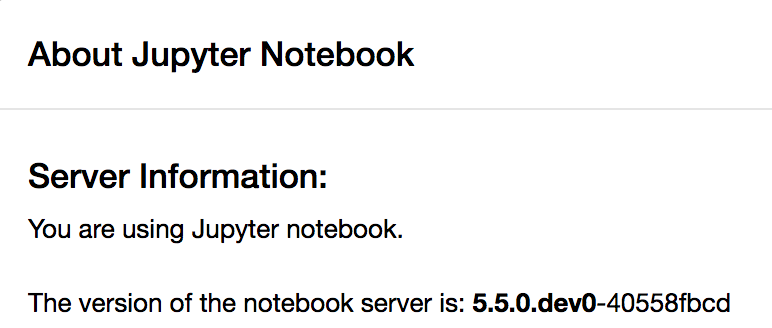 About Jupyter Notebook
Server Information:
You are using Jupyter notebook.
The version of the notebook server is: 5.5.0.dev0-40558fbcd